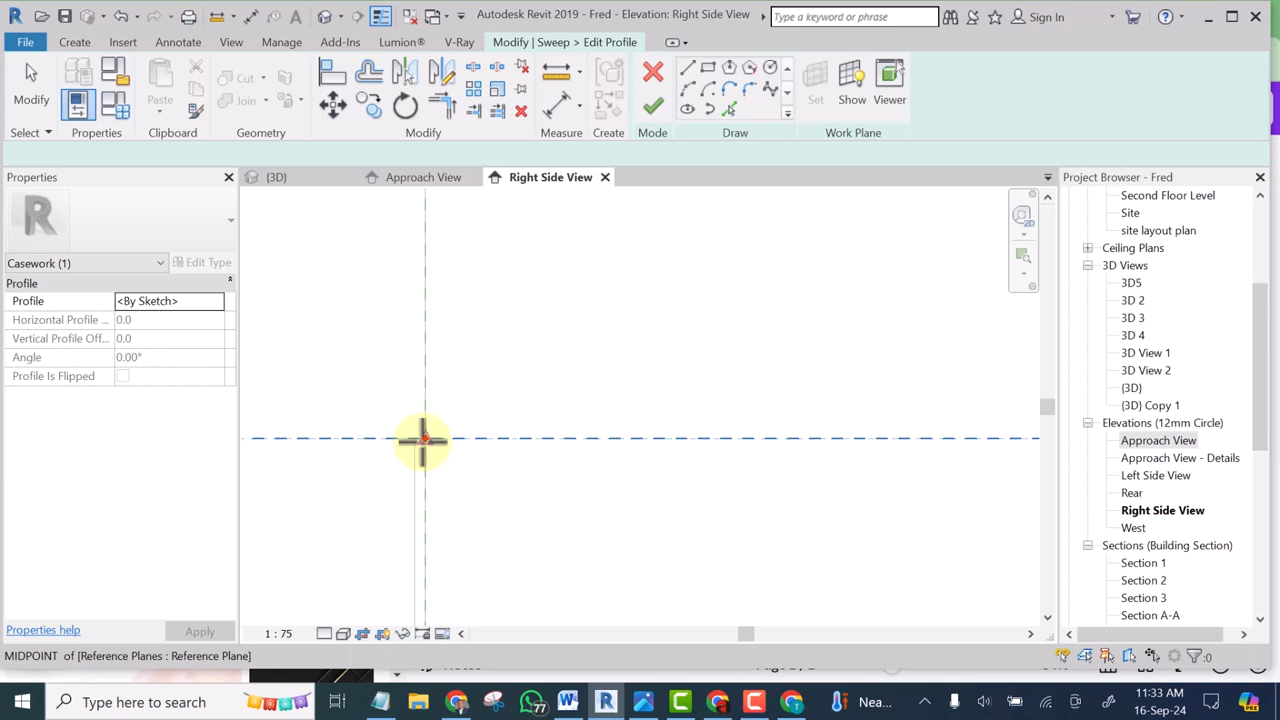 Autodesk Revit 2019 - Fred - Elevation: Right Side View
Type a keyword or phrase
Sign In
File
Create
Insert
Annotate
View
Manage
Add-Ins
Lumion®
V-Ray
Modify | Sweep > Edit Profile
Modify
Paste
Cut
Join
Set
Show
Viewer
Select
Properties
Clipboard
Geometry
Modify
Measure
Create
Mode
Draw
Work Plane
Properties
{3D}
Approach View
Right Side View
Project Browser - Fred
R
Casework (1)
Edit Type
Profile
Profile
<By Sketch>
Horizontal Profile ...
0.0
Vertical Profile Off...
0.0
Angle
0.00°
Profile Is Flipped
Properties help
Apply
2D
Second Floor Level
Site
site layout plan
Ceiling Plans
3D Views
3D5
3D 2
3D 3
3D 4
3D View 1
3D View 2
{3D}
{3D} Copy 1
Elevations (12mm Circle)
Approach View
Approach View - Details
Left Side View
Rear
Right Side View
West
Sections (Building Section)
Section 1
Section 2
Section 3
Section A-A
1 : 75
MIDPOINT of [Reference Planes : Reference Plane]
:0
Type here to search
77
Nea...
11:33 AM
16-Sep-24